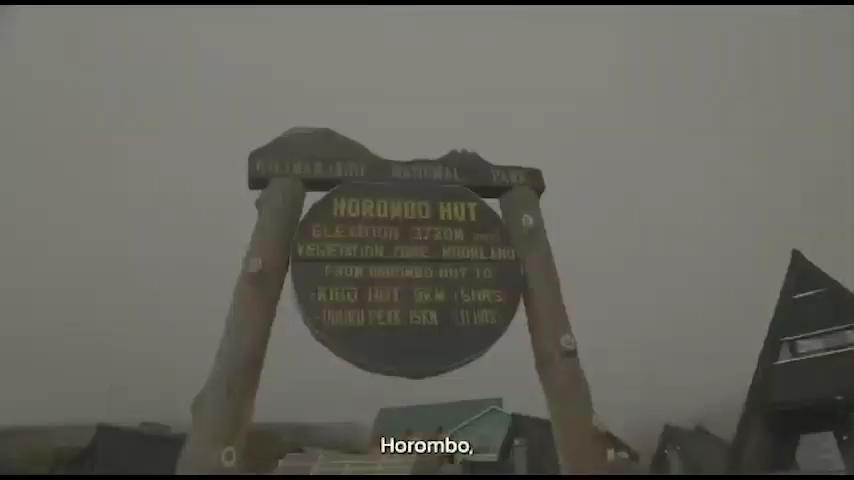 KILIMANJARO NATIONAL PARK
HOROMBO HUT
ELEVATION 3720M
VEGETATION ZONE MOORLAND
FROM HOROMBO HUT TO
-KIBO HUT 9KM 5HRS
-UHURU PEAK 15KM 11HRS
Horombo,